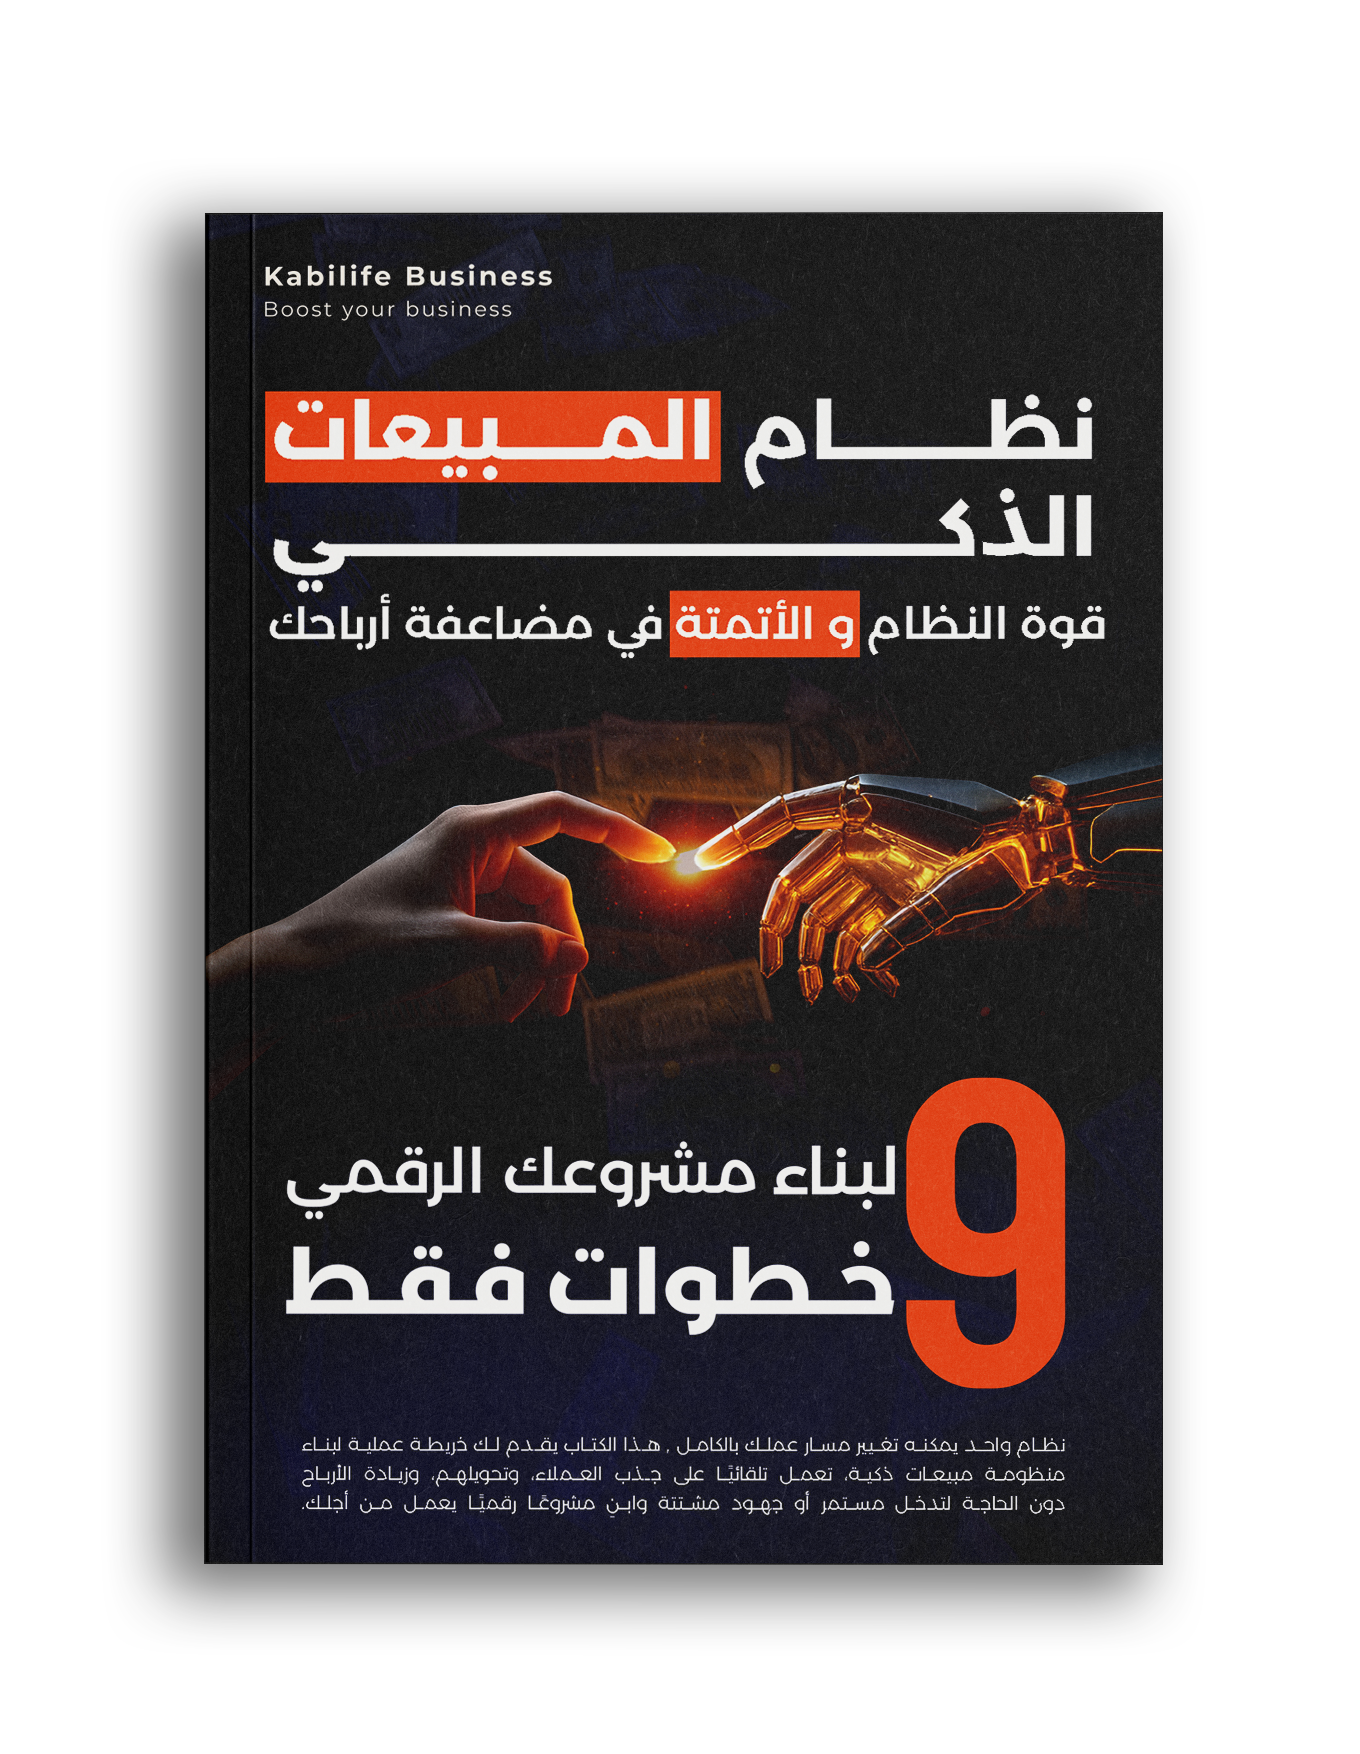 Kabilife Business
Boost your business
نظام المبيعات
الذكي
قوة النظام و الأتمتة في مضاعفة أرباحك
9
لبناء مشروعك الرقمي
خطوات فقط
نظام واحد يمكنه تغيير مسار عملك بالكامل , هذا الكتاب يقدم لك خريطة عملية لبناء
منظومة مبيعات ذكية، تعمل تلقائيًا على جذب العملاء، وتحويلهم، وزيادة الأرباح
دون الحاجة لتدخل مستمر أو جهود مشتتة وابنِ مشروعًا رقميًا يعمل من أجلك.